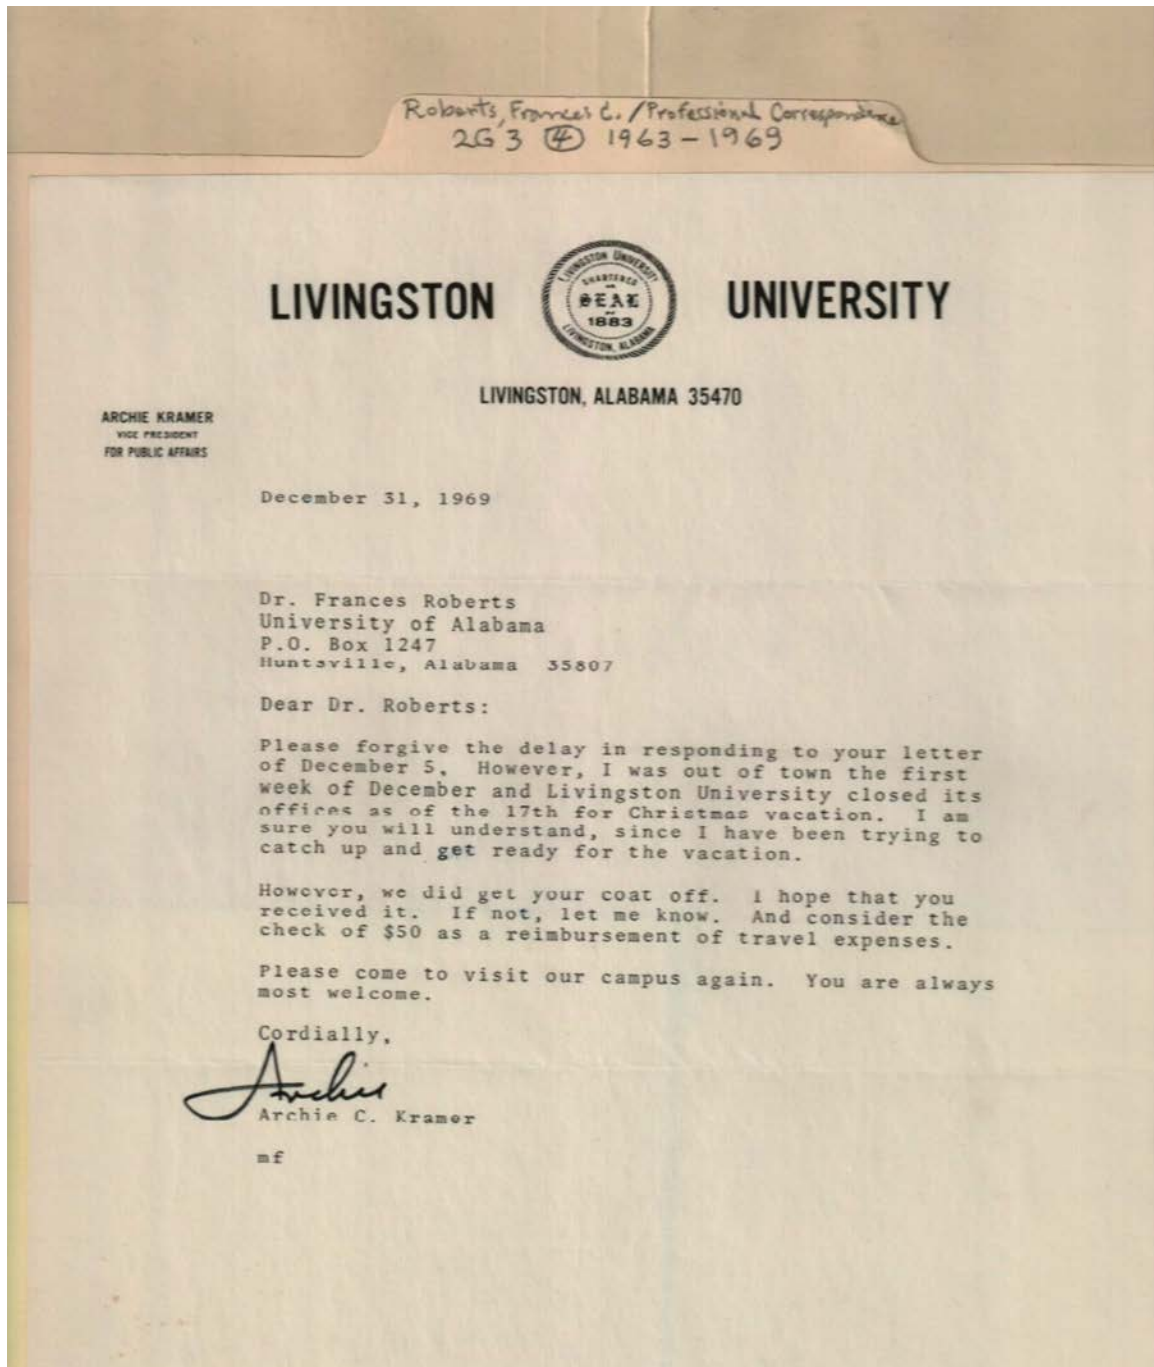 Roberts, Frances C. / Professional Correspondence
2G3 ④ 1963-1969
LIVINGSTON UNIVERSITY
LIVINGSTON UNIVERSITY
CHARTERED
SEAL
1883
LIVINGSTON, ALABAMA
LIVINGSTON, ALABAMA 35470
ARCHIE KRAMER
VICE PRESIDENT
FOR PUBLIC AFFAIRS
December 31, 1969
Dr. Frances Roberts
University of Alabama
P.O. Box 1247
Huntsville, Alabama 35807
Dear Dr. Roberts:
Please forgive the delay in responding to your letter
of December 5. However, I was out of town the first
week of December and Livingston University closed its
offices as of the 17th for Christmas vacation. I am
sure you will understand, since I have been trying to
catch up and get ready for the vacation.
However, we did get your coat off. I hope that you
received it. If not, let me know. And consider the
check of $50 as a reimbursement of travel expenses.
Please come to visit our campus again. You are always
most welcome.
Cordially,
Archie
Archie C. Kramer
mf